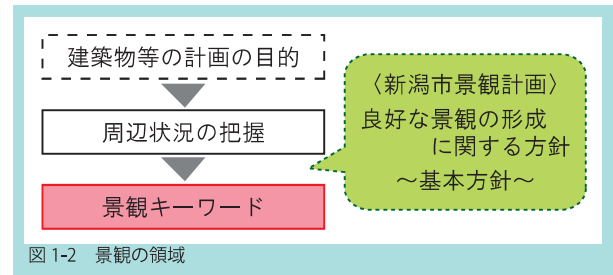 建築物等の計画の目的
周辺状況の把握
景観キーワード
〈新潟市景観計画〉
良好な景観の形成
に関する方針
～基本方針～
図 1-2　景観の領域